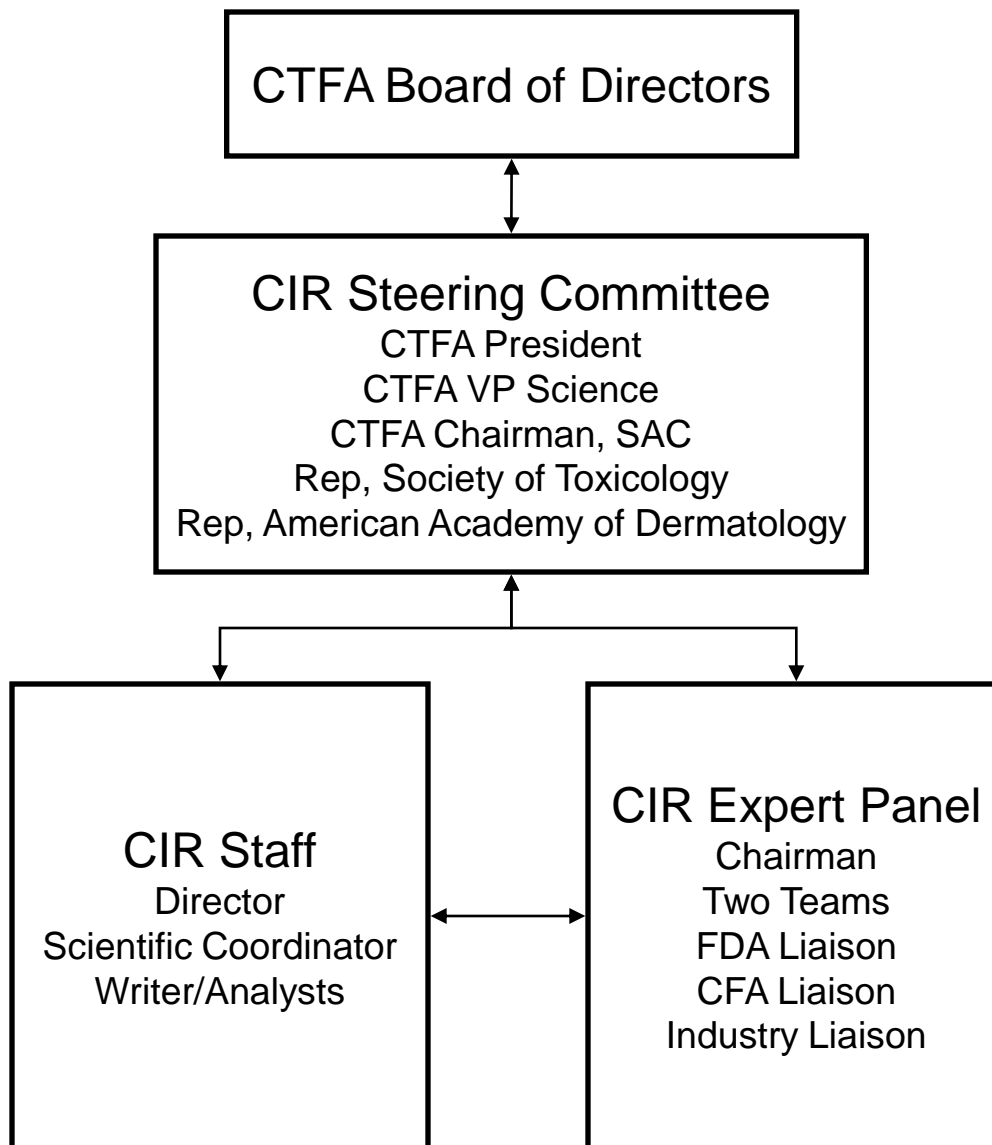 CTFA Board of Directors
CIR Steering Committee
CTFA President
CTFA VP Science
CTFA Chairman, SAC
Rep, Society of Toxicology
Rep, American Academy of Dermatology
CIR Staff
Director
Scientific Coordinator
Writer/Analysts
CIR Expert Panel
Chairman
Two Teams
FDA Liaison
CFA Liaison
Industry Liaison